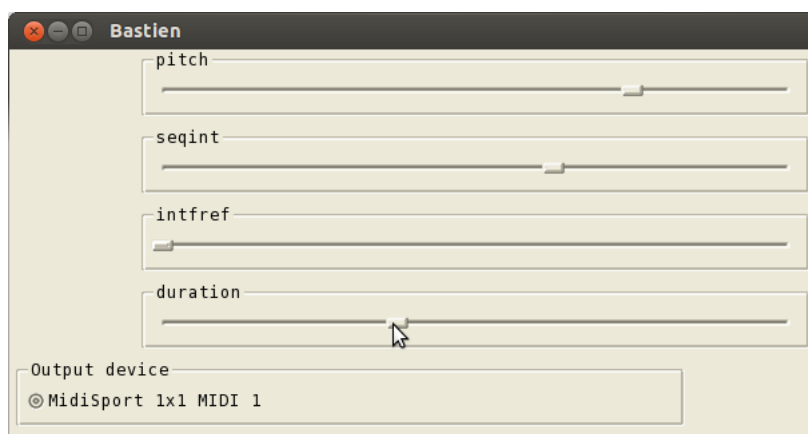 Bastien
pitch
seqint
intfref
duration
Output device
MidiSport 1x1 MIDI 1